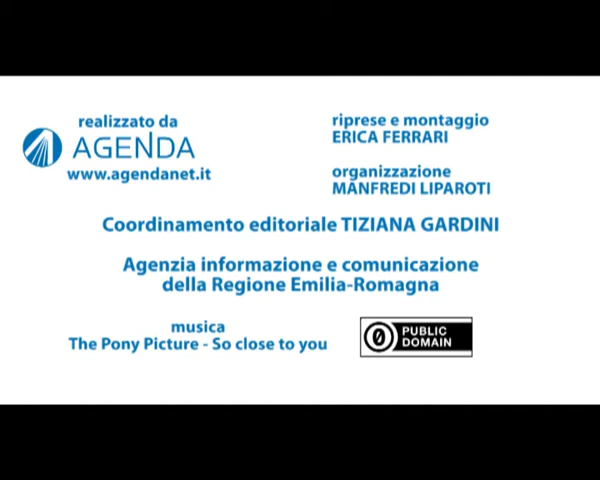 realizzato da
AGENDA
www.agendanet.it
riprese e montaggio
ERICA FERRARI
organizzazione
MANFREDI LIPAROTI
Coordinamento editoriale TIZIANA GARDINI
Agenzia informazione e comunicazione
della Regione Emilia-Romagna
musica
The Pony Picture - So close to you
0 PUBLIC
DOMAIN